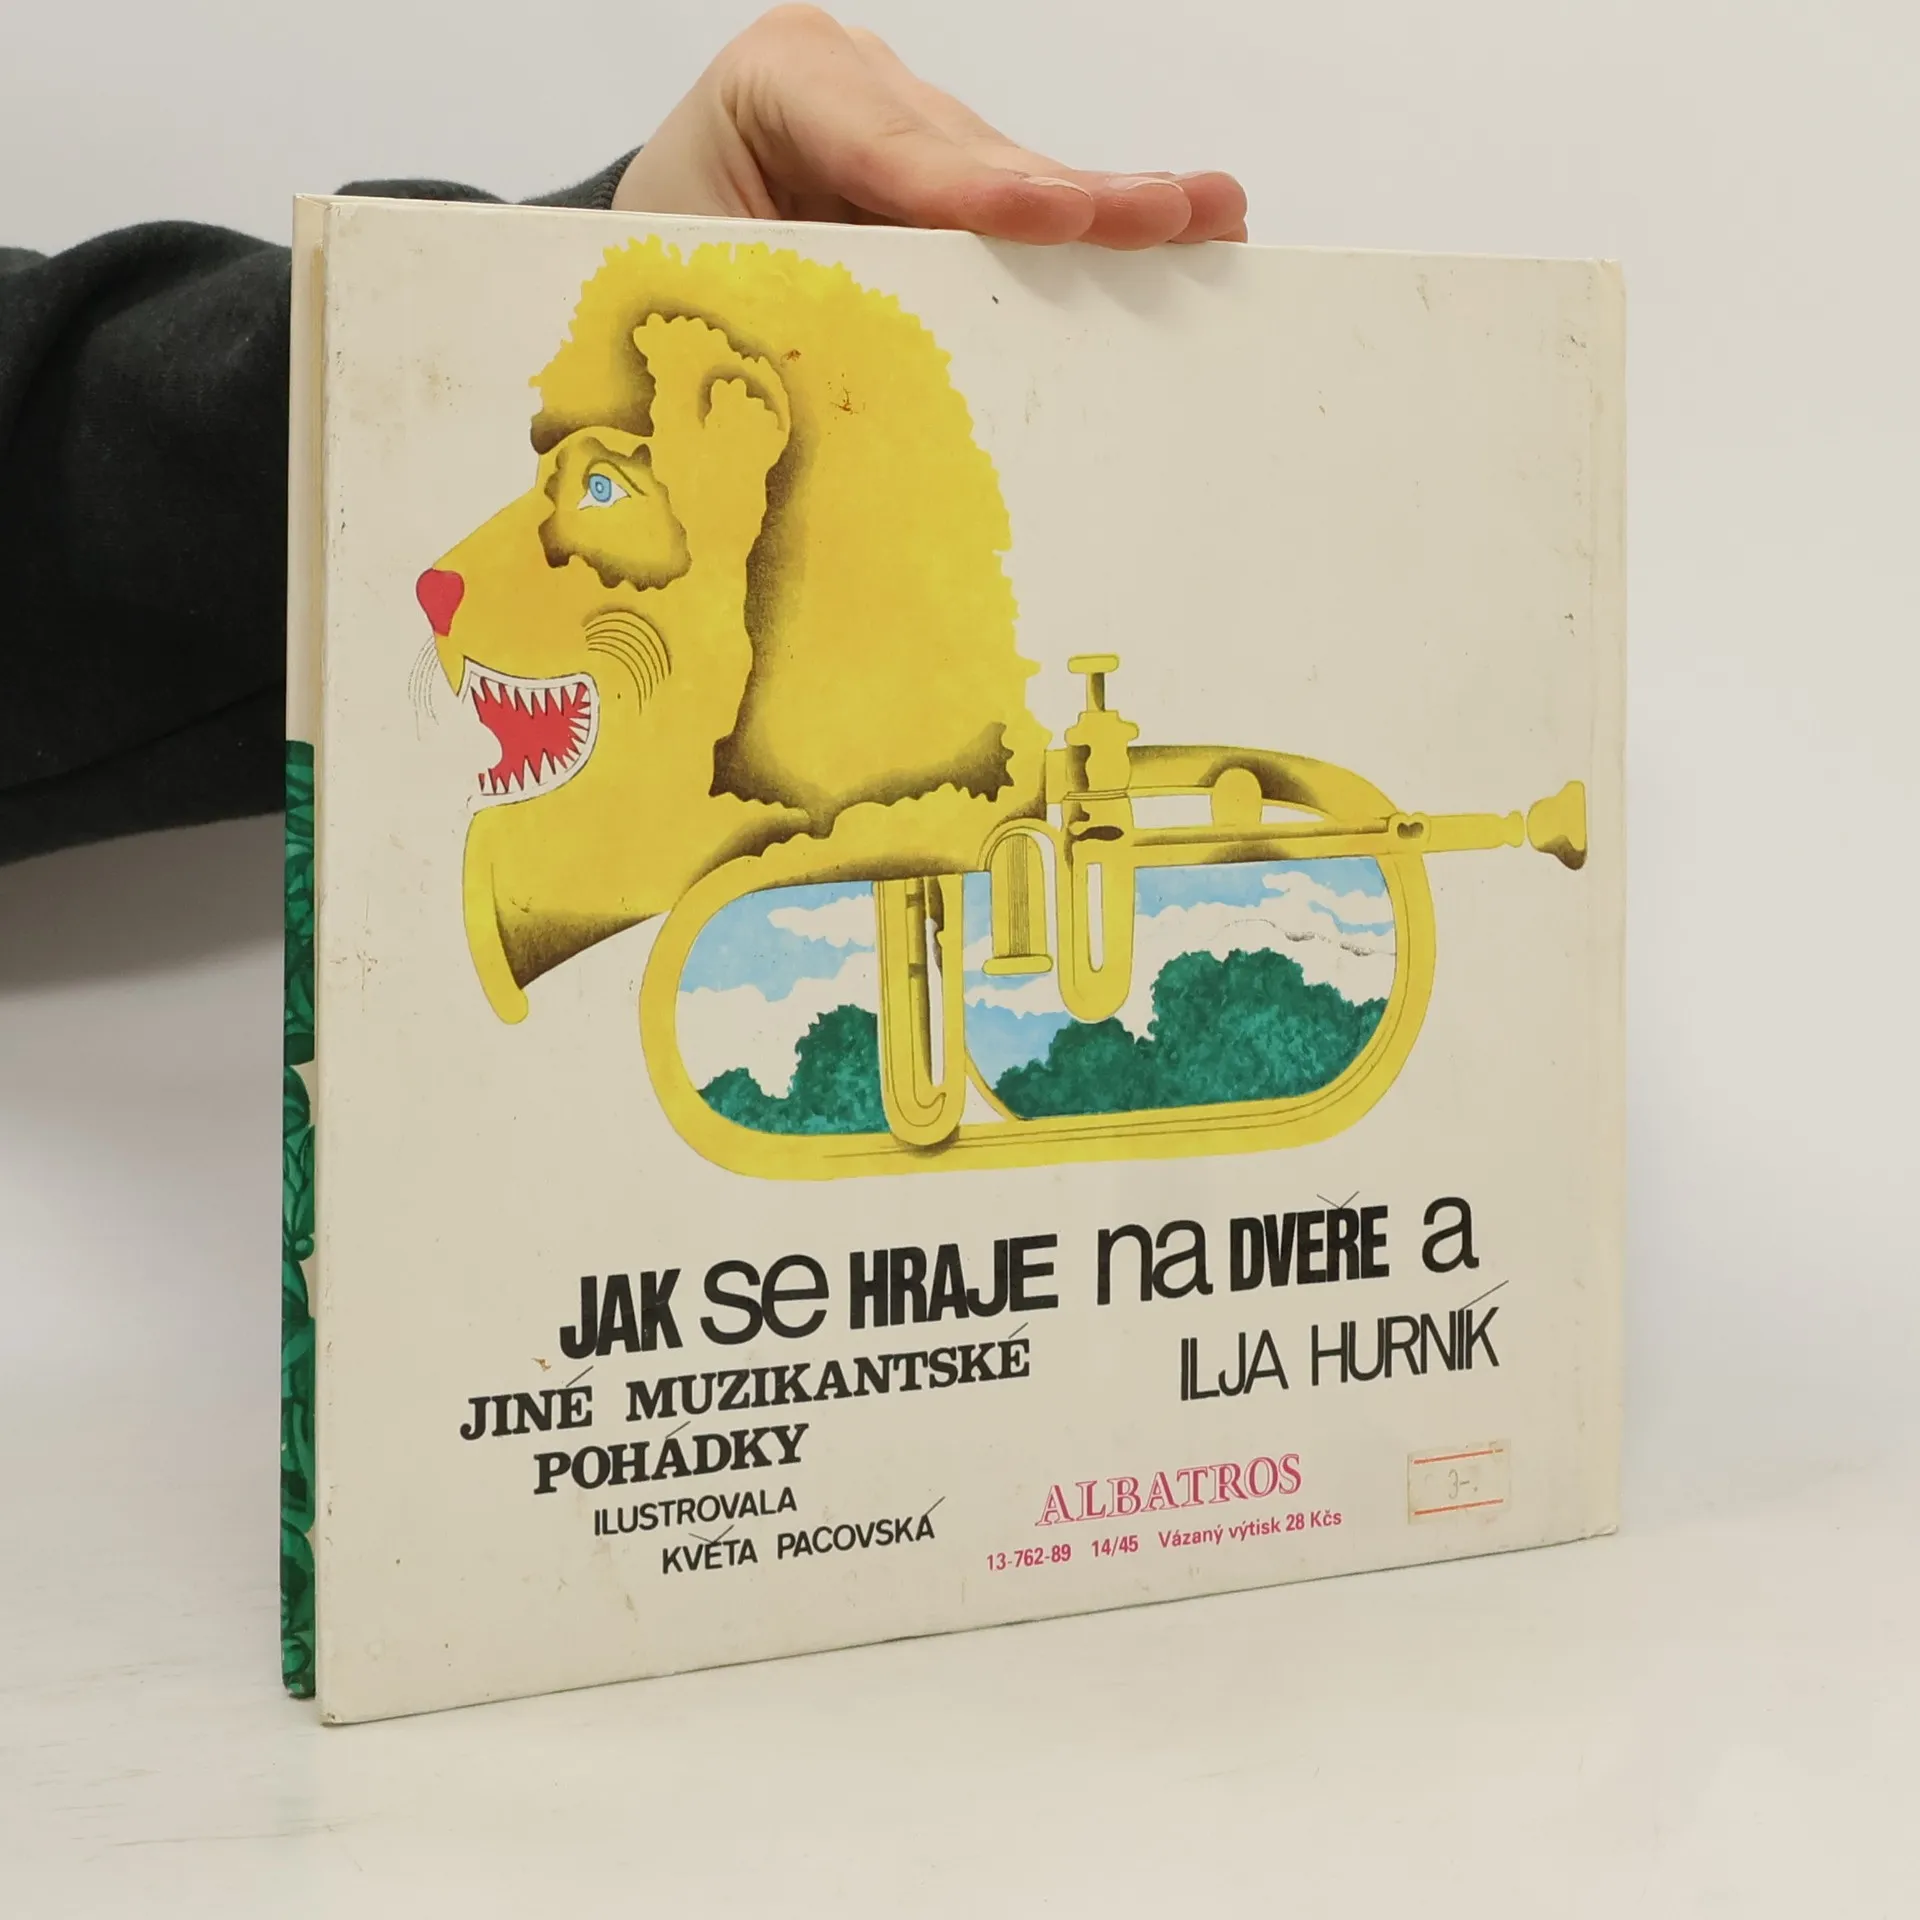 JAK se HRAJE na DVEŘE a
JINÉ MUZIKANTSKÉ
POHÁDKY
ILJA HURNÍK
ILUSTROVALA
KVĚTA PACOVSKÁ
ALBATROS
13-762-89 14/45 Vázaný výtisk 28 Kčs
3-.